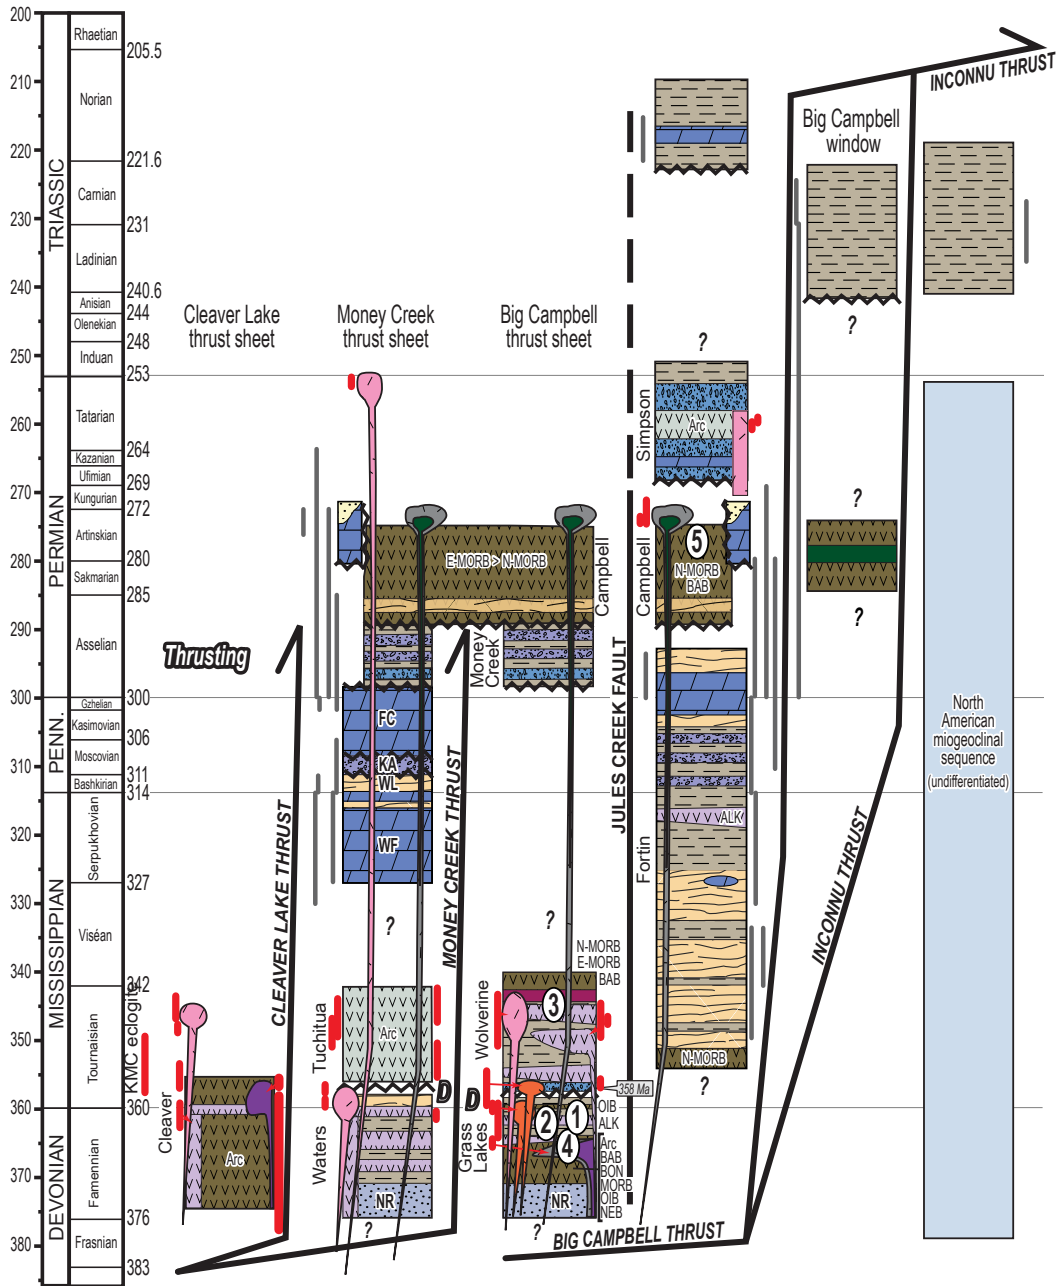 200
210
220
230
240
250
260
270
280
290
300
310
320
330
340
350
360
370
380
TRIASSIC
PERMIAN
PENN.
MISSISSIPPIAN
DEVONIAN
Rhaetian
205.5
Norian
221.6
Carnian
231
Ladinian
240.6
Anisian
244
Olenekian
248
Induan
253
Tatarian
264
Kazanian
Ufimian
269
Kungurian
272
Artinskian
280
Sakmarian
285
Asselian
300
Gzhelian
Kasimovian
306
Moscovian
311
Bashkirian
314
Serpukhovian
327
Viséan
342
Tournaisian
360
Famennian
376
Frasnian
383
KMC eclogite
Cleaver Lake
thrust sheet
Cleaver
Arc
Thrusting
CLEAVER LAKE THRUST
Money Creek
thrust sheet
E-MORB > N-MORB
FC
KA
WL
WF
?
Tuchitua
Arc
D
Waters
NR
?
MONEY CREEK THRUST
Big Campbell
thrust sheet
Campbell
Money
Creek
?
N-MORB
E-MORB
BAB
Wolverine
3
358 Ma
D
Grass
Lakes
2
1
4
OIB
ALK
Arc
BAB
BON
MORB
OIB
NEB
NR
?
BIG CAMPBELL THRUST
JULES CREEK FAULT
?
Simpson
Arc
Campbell
5
N-MORB
BAB
Fortin
ALK
N-MORB
?
INCONNU THRUST
INCONNU THRUST
Big Campbell
window
?
?
?
North
American
miogeoclinal
sequence
(undifferentiated)